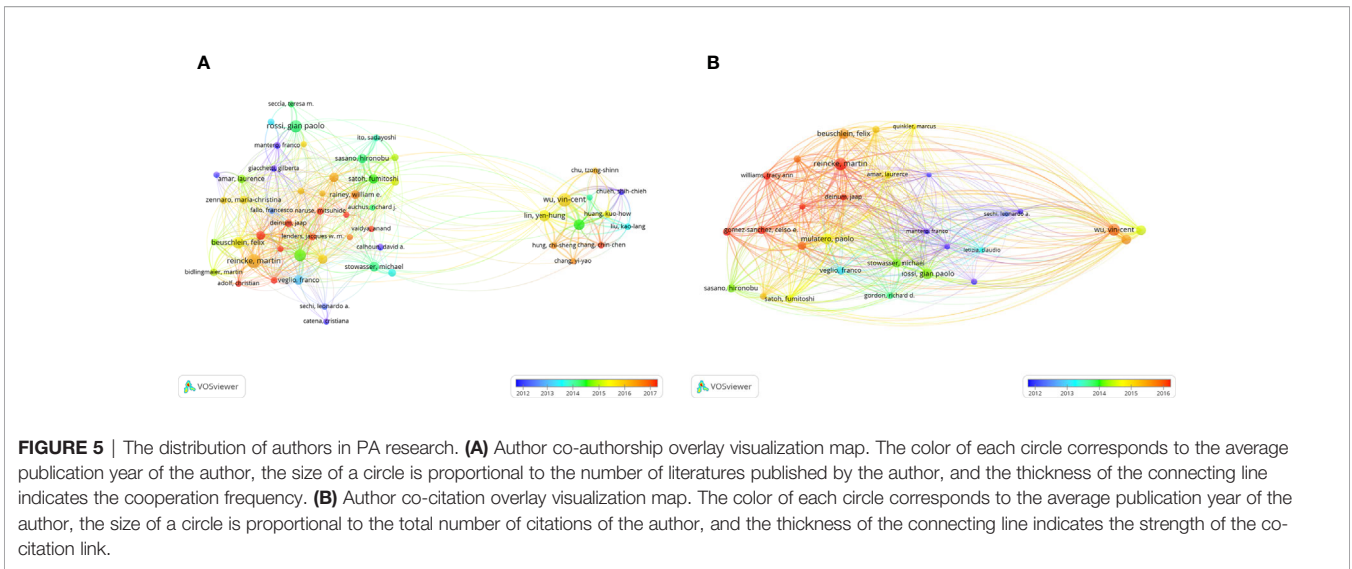 A
seccia, teresa m.
rossi, gian paolo
mantero, franco
ito, sadayoshi
sasano, hironobu
giacchetti, gilberta
amar, laurence
satoh, fumitoshi
zennaro, maria-christina
rainey, william e.
fallo, francesco
naruse, mitsuhide
auchus, richard j.
deinum, jaap
vaidya, anand
beuschlein, felix
lenders, jacques w. m.
calhoun, david a.
reincke, martin
stowasser, michael
bidlingmaier, martin
adolf, christian
veglio, franco
sechi, leonardo a.
catena, cristiana
chu, tzong-shinn
wu, vin-cent
chueh, shih-chieh
lin, yen-hung
huang, kuo-how
liu, kao-lang
hung, chi-sheng
chang, chin-chen
chang, yi-yao
VOSviewer
2012 2013 2014 2015 2016 2017
B
quinkler, marcus
beuschlein, felix
reincke, martin
williams, tracy ann
amar, laurence
deinum, jaap
sechi, leonardo a.
gomez-sanchez, celso e.
mantero, franco
wu, vin-cent
mulatero, paolo
letizia, claudio
stowasser, michael
veglio, franco
rossi, gian paolo
sasano, hironobu
satoh, fumitoshi
gordon, richard d.
VOSviewer
2012 2013 2014 2015 2016
FIGURE 5 | The distribution of authors in PA research. (A) Author co-authorship overlay visualization map. The color of each circle corresponds to the average
publication year of the author, the size of a circle is proportional to the number of literatures published by the author, and the thickness of the connecting line
indicates the cooperation frequency. (B) Author co-citation overlay visualization map. The color of each circle corresponds to the average publication year of the
author, the size of a circle is proportional to the total number of citations of the author, and the thickness of the connecting line indicates the strength of the co-
citation link.